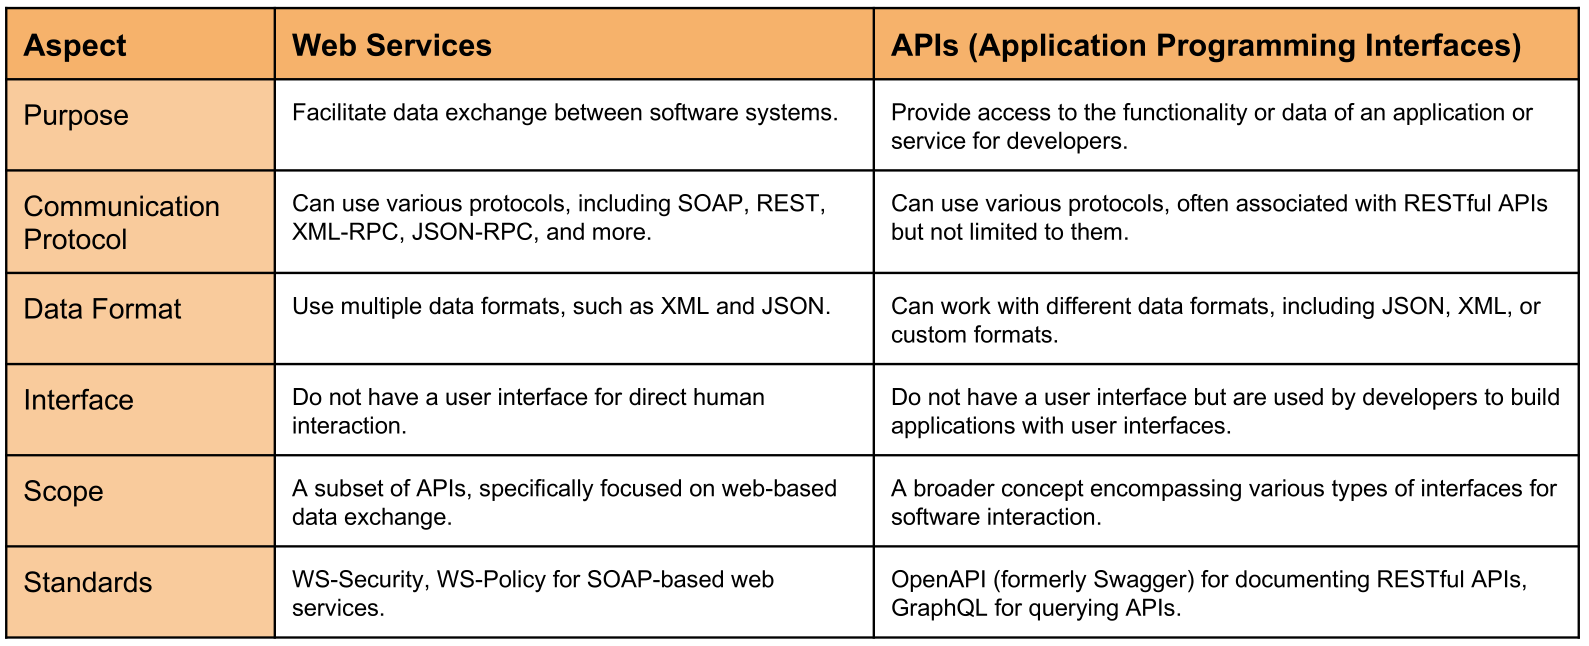 Aspect
Web Services
APIs (Application Programming Interfaces)
Purpose
Facilitate data exchange between software systems.
Provide access to the functionality or data of an application or
service for developers.
Communication
Protocol
Can use various protocols, including SOAP, REST,
XML-RPC, JSON-RPC, and more.
Can use various protocols, often associated with RESTful APIs
but not limited to them.
Data Format
Use multiple data formats, such as XML and JSON.
Can work with different data formats, including JSON, XML, or
custom formats.
Interface
Do not have a user interface for direct human
interaction.
Do not have a user interface but are used by developers to build
applications with user interfaces.
Scope
A subset of APIs, specifically focused on web-based
data exchange.
A broader concept encompassing various types of interfaces for
software interaction.
Standards
WS-Security, WS-Policy for SOAP-based web
services.
OpenAPI (formerly Swagger) for documenting RESTful APIs,
GraphQL for querying APIs.